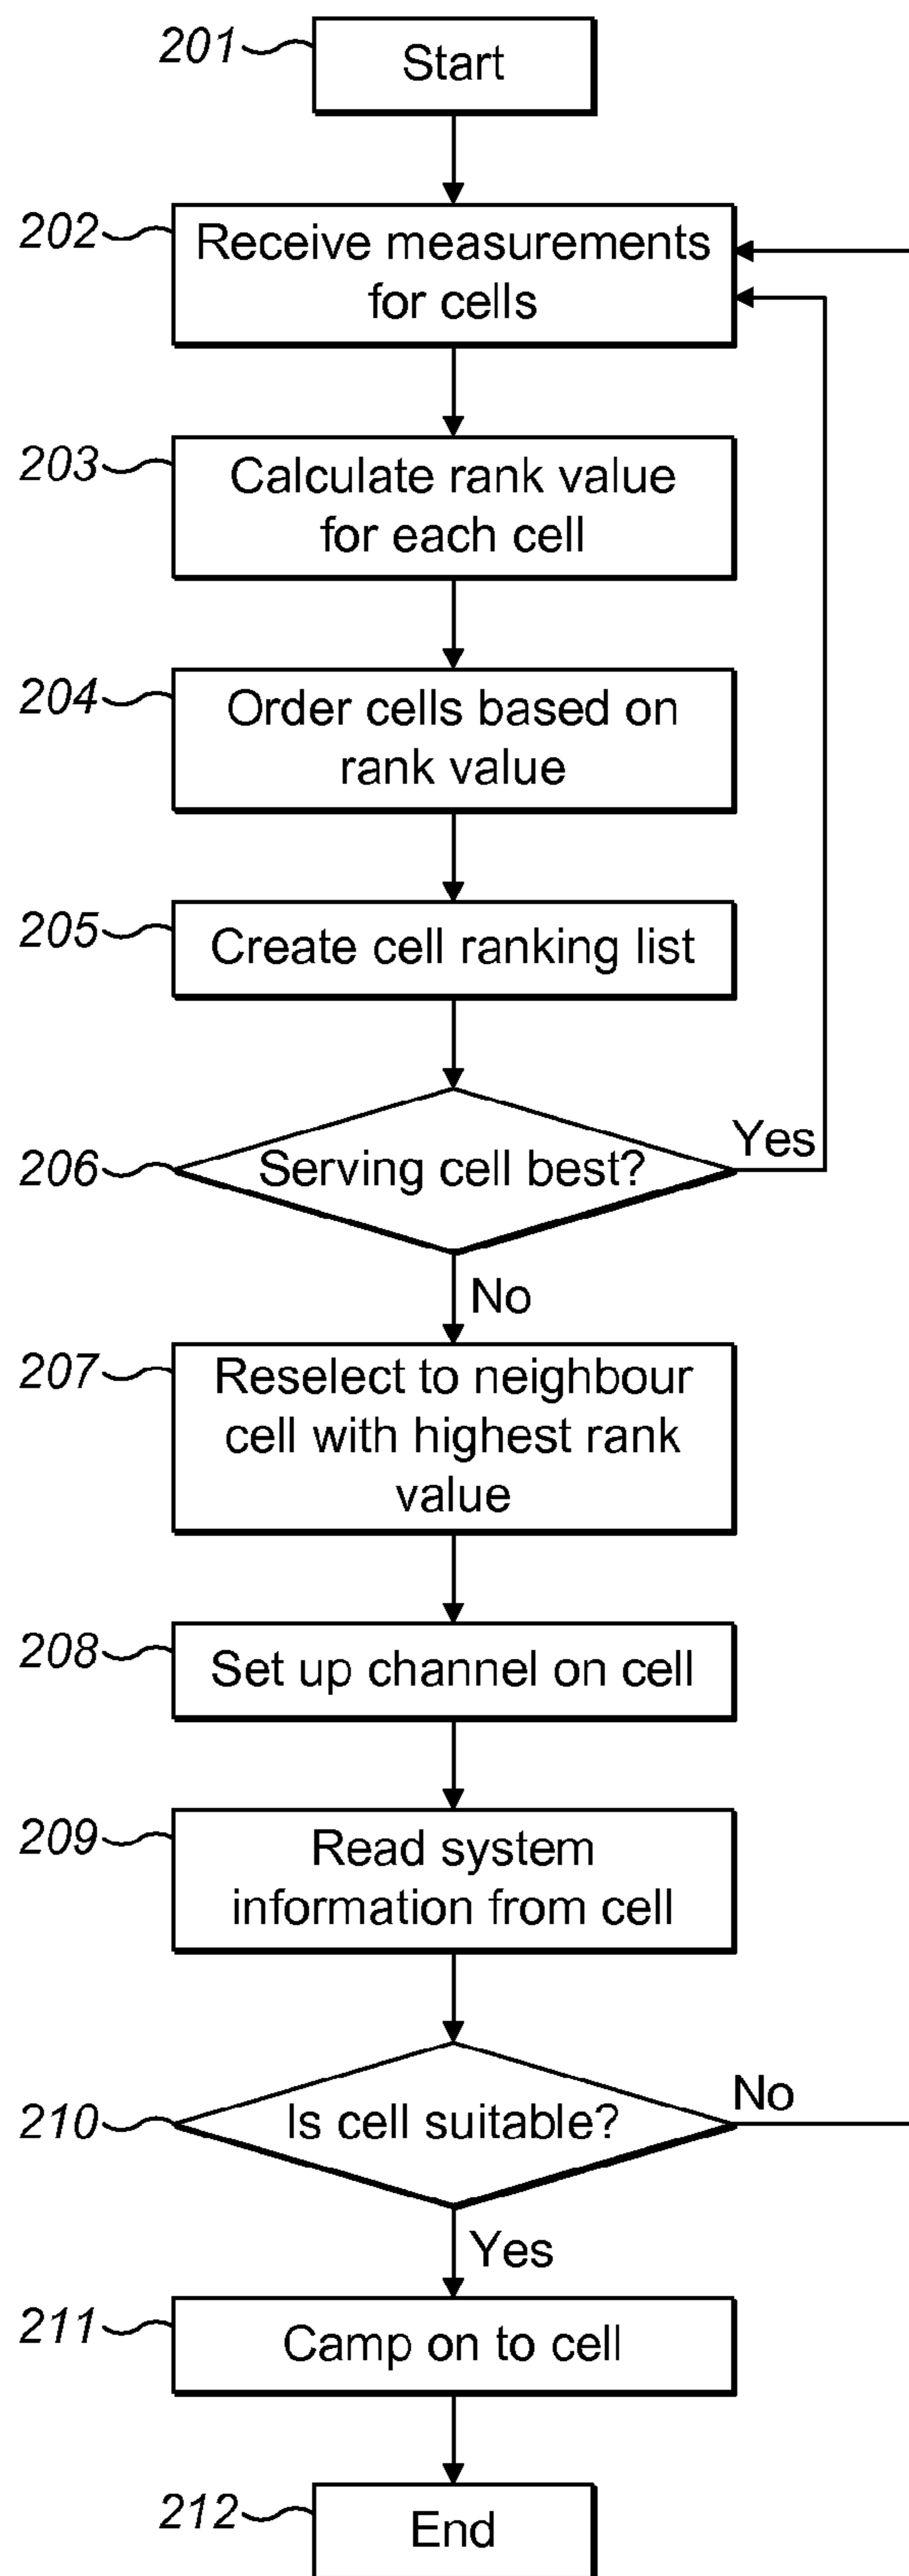 201
Start
202
Receive measurements
for cells
203
Calculate rank value
for each cell
204
Order cells based on
rank value
205
Create cell ranking list
206
Serving cell best?
Yes
No
207
Reselect to neighbour
cell with highest rank
value
208
Set up channel on cell
209
Read system
information from cell
210
Is cell suitable?
No
Yes
211
Camp on to cell
212
End